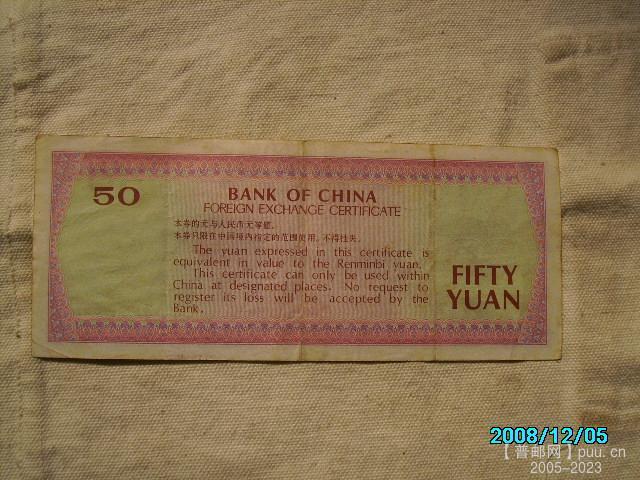 50
BANK OF CHINA
FOREIGN EXCHANGE CERTIFICATE
本券的元与人民币元等值。
本券只限在中国境内指定的范围使用，不得挂失。
The yuan expressed in this certificate is
equivalent in value to the Renminbi yuan.
This certificate can only be used within
China at designated places. No request to
register its loss will be accepted by the
Bank.
FIFTY
YUAN
2008/12/05
【普邮网】puu.cn
2005-2023